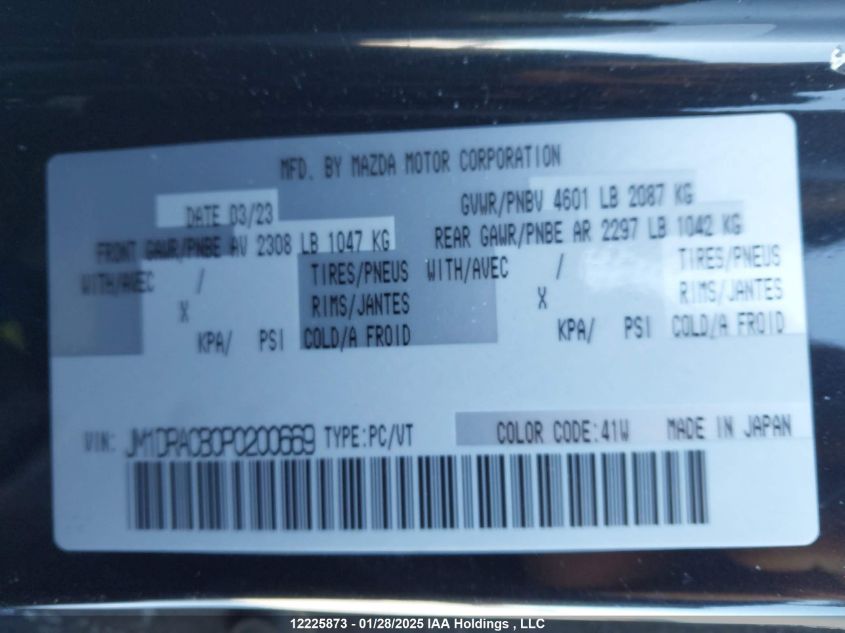 MFD. BY MAZDA MOTOR CORPORATION
DATE 03/23 GVWR/PNBV 4601 LB 2087 KG
FRONT GAWR/PNBE AV 2308 LB 1047 KG REAR GAWR/PNBE AR 2297 LB 1042 KG
WITH/AVEC / TIRES/PNEUS WITH/AVEC / TIRES/PNEUS
X RIMS/JANTES X RIMS/JANTES
KPA/ PSI COLD/A FROID KPA/ PSI COLD/A FROID
VIN: JM1DRACB0P0200669 TYPE:PC/VT COLOR CODE:41W MADE IN JAPAN
12225873 - 01/28/2025 IAA Holdings , LLC